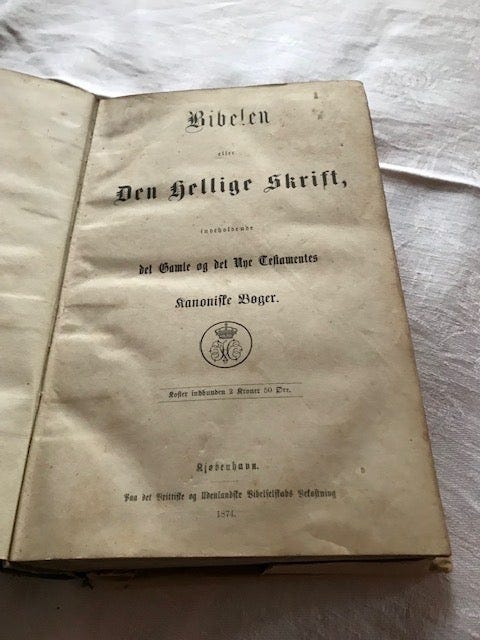 Bibelen
eller
Den Hellige Skrift,
indeholdende
det Gamle og det Nye Testamentes
Kanoniske Bøger.
Koster indbunden 2 Kroner 50 Øre.
Kjøbenhavn.
Paa det Brittiske og Udenlandske Bibelselskabs Bekostning
1874.